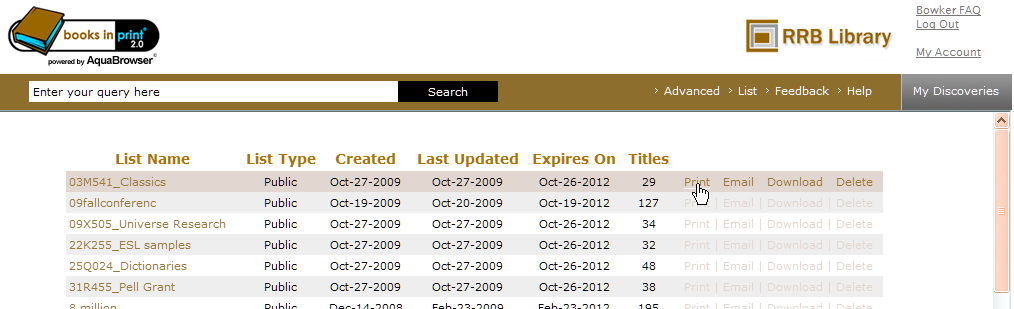 books in print
2.0
powered by AquaBrowser
RRB Library
Bowker FAQ
Log Out
My Account
Enter your query here Search › Advanced › List › Feedback › Help My Discoveries
List Name List Type Created Last Updated Expires On Titles
03M541_Classics Public Oct-27-2009 Oct-27-2009 Oct-26-2012 29 Print Email Download Delete
09fallconferenc Public Oct-19-2009 Oct-20-2009 Oct-19-2012 127 Print | Email | Download | Delete
09X505_Universe Research Public Oct-27-2009 Oct-27-2009 Oct-26-2012 34 Print | Email | Download | Delete
22K255_ESL samples Public Oct-27-2009 Oct-27-2009 Oct-26-2012 32 Print | Email | Download | Delete
25Q024_Dictionaries Public Oct-27-2009 Oct-27-2009 Oct-26-2012 48 Print | Email | Download | Delete
31R455_Pell Grant Public Oct-27-2009 Oct-27-2009 Oct-26-2012 38 Print | Email | Download | Delete
8 million Public Dec-14-2008 Feb-23-2009 Feb-23-2012 195 Print | Email | Download | Delete